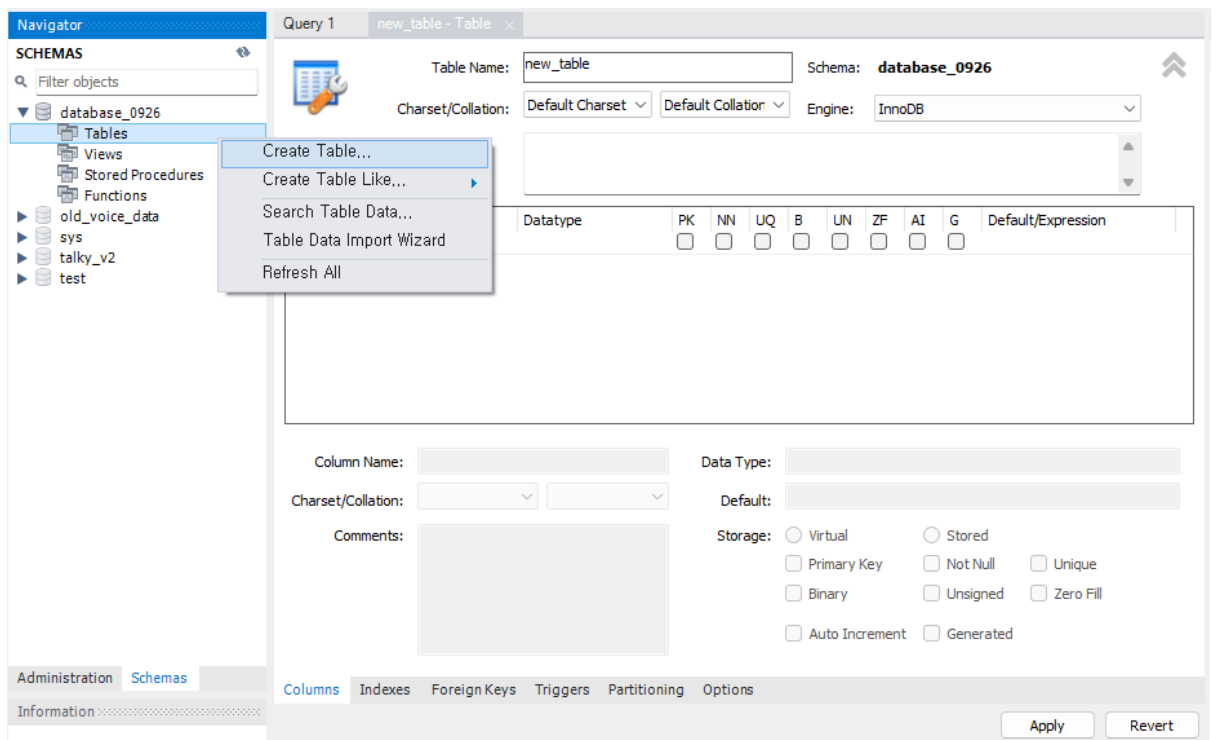 Navigator
SCHEMAS
Filter objects
database_0926
Tables
Views
Stored Procedures
Functions
old_voice_data
sys
talky_v2
test
Create Table...
Create Table Like...
Search Table Data...
Table Data Import Wizard
Refresh All
Administration Schemas
Information
Query 1 new_table - Table
Table Name: new_table Schema: database_0926
Charset/Collation: Default Charset Default Collation Engine: InnoDB
Datatype PK NN UQ B UN ZF AI G Default/Expression
Column Name: Data Type:
Charset/Collation: Default:
Comments: Storage: Virtual Stored
Primary Key Not Null Unique
Binary Unsigned Zero Fill
Auto Increment Generated
Columns Indexes Foreign Keys Triggers Partitioning Options
Apply Revert